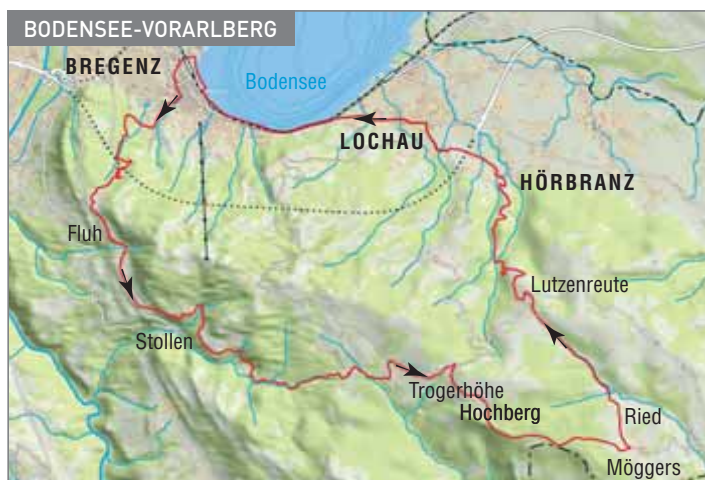 BODENSEE-VORARLBERG
BREGENZ
Bodensee
LOCHAU
HÖRBRANZ
Fluh
Lutzenreute
Stollen
Trogerhöhe
Hochberg
Ried
Möggers